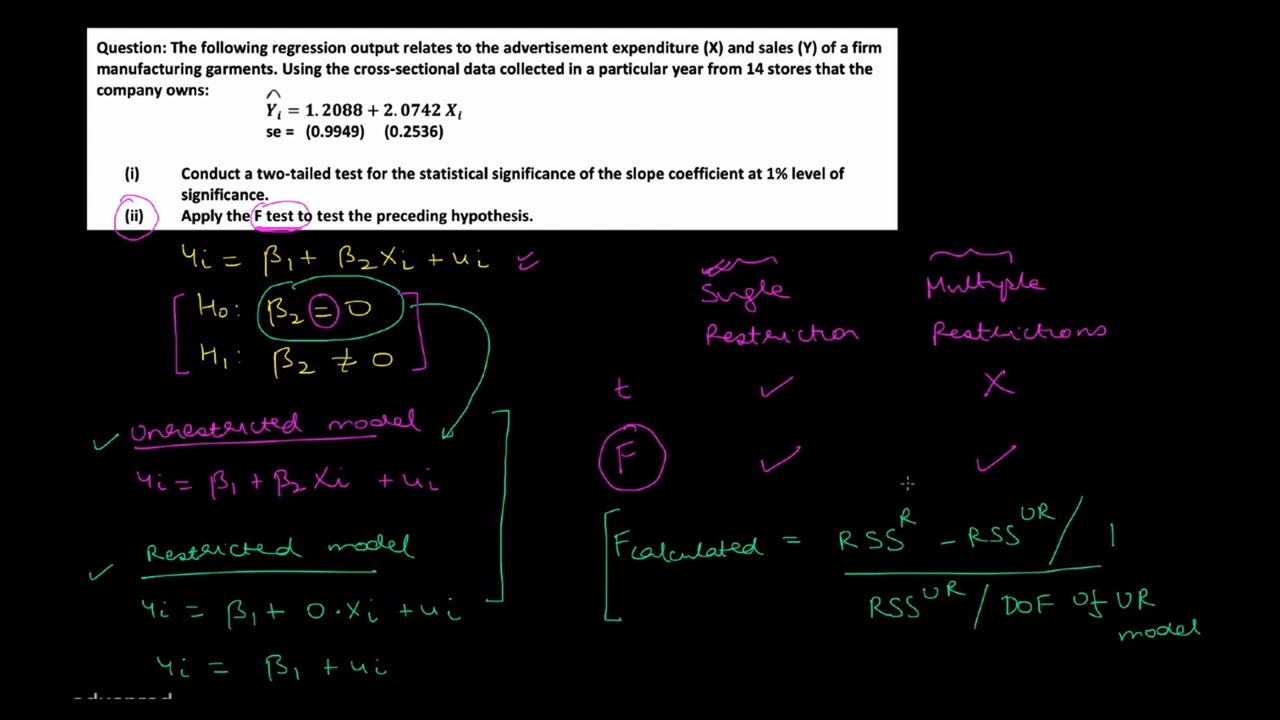 Question: The following regression output relates to the advertisement expenditure (X) and sales (Y) of a firm
manufacturing garments. Using the cross-sectional data collected in a particular year from 14 stores that the
company owns:
Ŷi = 1.2088 + 2.0742 Xi
se = (0.9949) (0.2536)
(i) Conduct a two-tailed test for the statistical significance of the slope coefficient at 1% level of
significance.
(ii) Apply the F test to test the preceding hypothesis.
Yi = β1 + β2 Xi + ui
H0: β2 = 0
H1: β2 ≠ 0
Unrestricted model
Yi = β1 + β2 Xi + ui
Restricted model
Yi = β1 + 0·Xi + ui
Yi = β1 + ui
Single Multiple
Restriction Restrictions
t ✓ X
F ✓ ✓
Fcalculated = RSS^R - RSS^UR / 1
RSS^UR / DOF of UR
model